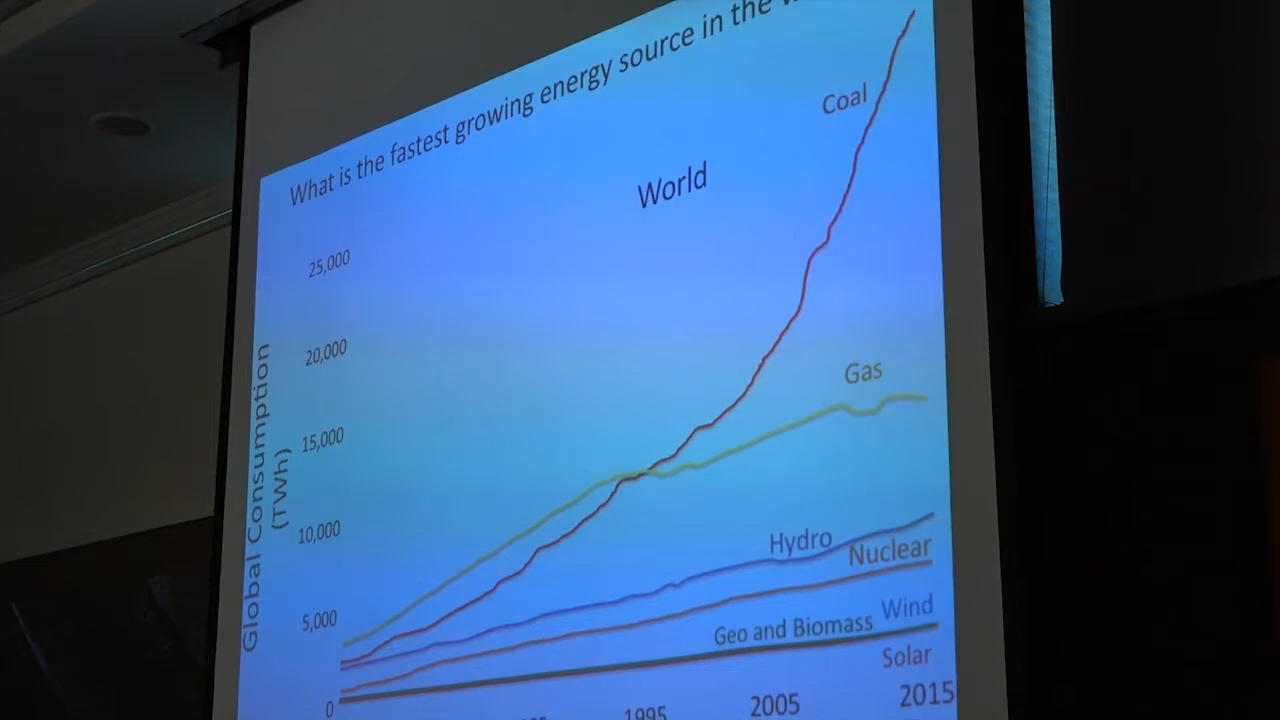 What is the fastest growing energy source in the
World
Coal
25,000
20,000
Gas
15,000
10,000
Hydro
Nuclear
5,000
Wind
Geo and Biomass
Solar
0
1995
2005
2015
Global Consumption
(TWh)